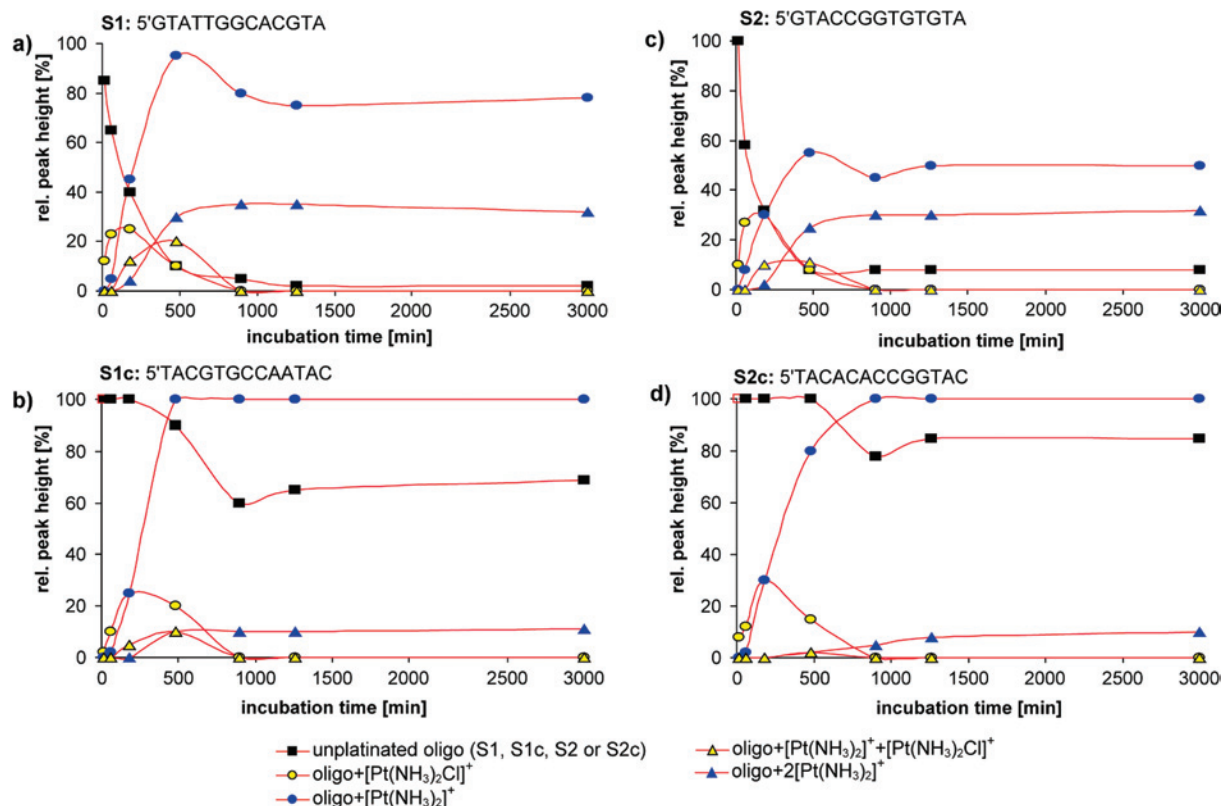 S1: 5'GTATTGGCACGTA
a)
rel. peak height [%]
100
80
60
40
20
0
0 500 1000 1500 2000 2500 3000
incubation time [min]
S2: 5'GTACCGGTGTGTA
c)
rel. peak height [%]
100
80
60
40
20
0
0 500 1000 1500 2000 2500 3000
incubation time [min]
S1c: 5'TACGTGCCAATAC
b)
rel. peak height [%]
100
80
60
40
20
0
0 500 1000 1500 2000 2500 3000
incubation time [min]
S2c: 5'TACACACCGGTAC
d)
rel. peak height [%]
100
80
60
40
20
0
0 500 1000 1500 2000 2500 3000
incubation time [min]
unplatinated oligo (S1, S1c, S2 or S2c)
oligo+[Pt(NH₃)₂Cl]⁺
oligo+[Pt(NH₃)₂]⁺
oligo+[Pt(NH₃)₂]⁺+[Pt(NH₃)₂Cl]⁺
oligo+2[Pt(NH₃)₂]⁺